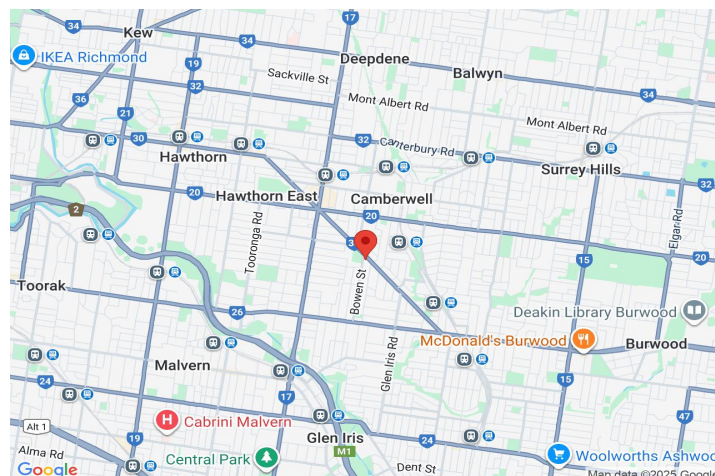 17
34
Kew
34
Deepdene
IKEA Richmond
19
Balwyn
Sackville St
32
34
36
Mont Albert Rd
21
Mont Albert Rd
30
32
Canterbury Rd
Hawthorn
Surrey Hills
32
20
Hawthorn East
Camberwell
2
20
Elgar Rd
Tooronga Rd
3
15
20
Toorak
Bowen St
26
Deakin Library Burwood
McDonald's Burwood
Burwood
Glen Iris Rd
Malvern
24
15
17
47
Cabrini Malvern
Alt 1
19
Glen Iris
24
M1
Alma Rd
Central Park
Woolworths Ashwoo
Dent St
Google
Map data ©2025 Google